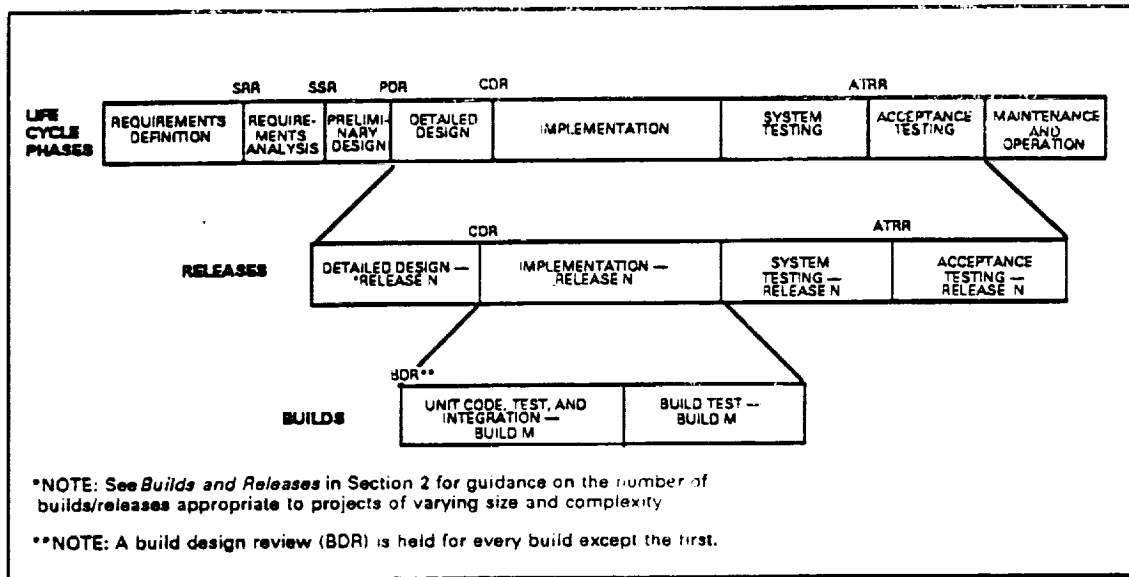 SRR SSR PDR CDR ATRR
LIFE
CYCLE
PHASES
REQUIREMENTS
DEFINITION
REQUIRE-
MENTS
ANALYSIS
PRELIMI-
NARY
DESIGN
DETAILED
DESIGN
IMPLEMENTATION
SYSTEM
TESTING
ACCEPTANCE
TESTING
MAINTENANCE
AND
OPERATION
CDR ATRR
RELEASES
DETAILED DESIGN —
*RELEASE N
IMPLEMENTATION —
RELEASE N
SYSTEM
TESTING —
RELEASE N
ACCEPTANCE
TESTING —
RELEASE N
BDR**
BUILDS
UNIT CODE, TEST, AND
INTEGRATION —
BUILD M
BUILD TEST —
BUILD M
*NOTE: See Builds and Releases in Section 2 for guidance on the number of
builds/releases appropriate to projects of varying size and complexity
**NOTE: A build design review (BDR) is held for every build except the first.